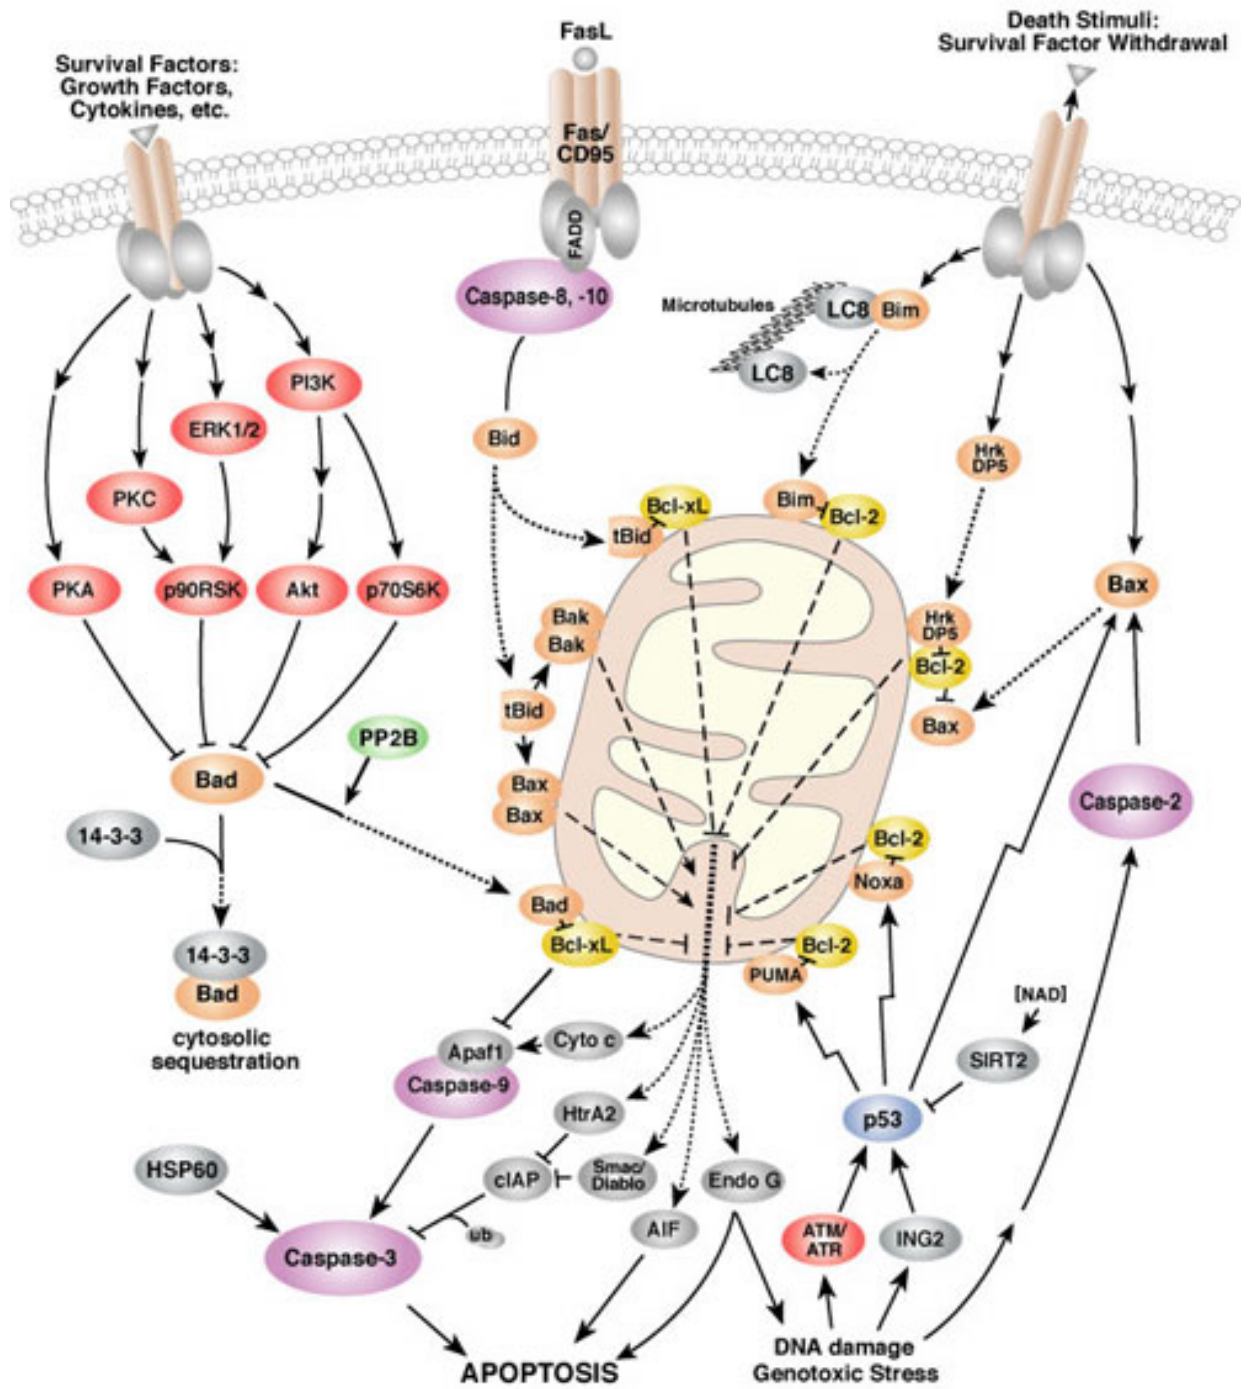 Survival Factors:
Growth Factors,
Cytokines, etc.
FasL
Fas/
CD95
FADD
Caspase-8, -10
Death Stimuli:
Survival Factor Withdrawal
Microtubules
LC8
Bim
LC8
PI3K
ERK1/2
PKC
PKA
p90RSK
Akt
p70S6K
Bid
Hrk
DP5
Bim
Bcl-2
Bcl-xL
tBid
Bax
Hrk
DP5
Bcl-2
Bax
Bak
Bak
tBid
Bax
Bax
PP2B
Bad
14-3-3
14-3-3
Bad
cytosolic
sequestration
Caspase-2
Bcl-2
Noxa
Bad
Bcl-xL
Bcl-2
PUMA
[NAD]
SIRT2
p53
Apaf1
Caspase-9
Cyto c
HtrA2
cIAP
Smac/
Diablo
Endo G
AIF
ub
HSP60
Caspase-3
ATM/
ATR
ING2
DNA damage
Genotoxic Stress
APOPTOSIS